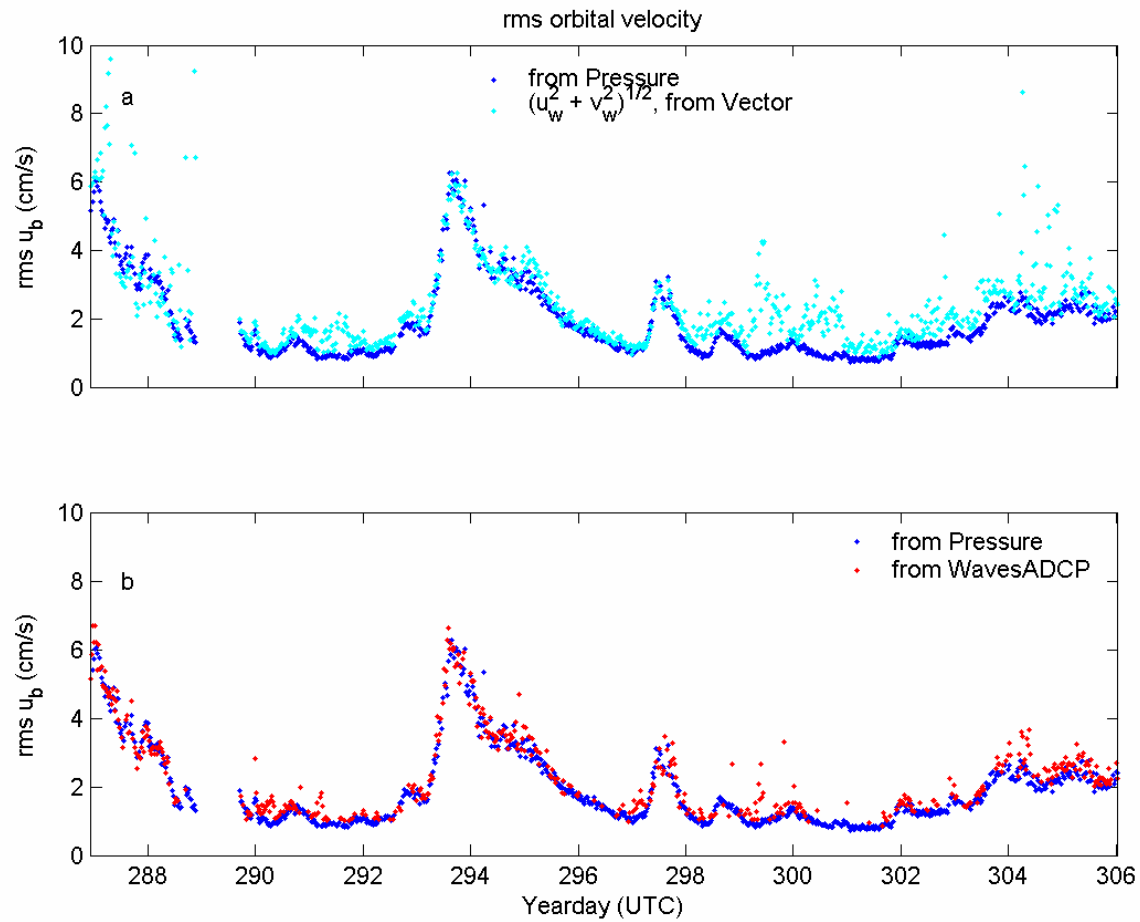 rms orbital velocity
10
8
6
4
2
0
rms u_b (cm/s)
a
from Pressure
(u_w^2 + v_w^2)^1/2, from Vector
10
8
6
4
2
0
rms u_b (cm/s)
b
from Pressure
from WavesADCP
288 290 292 294 296 298 300 302 304 306
Yearday (UTC)